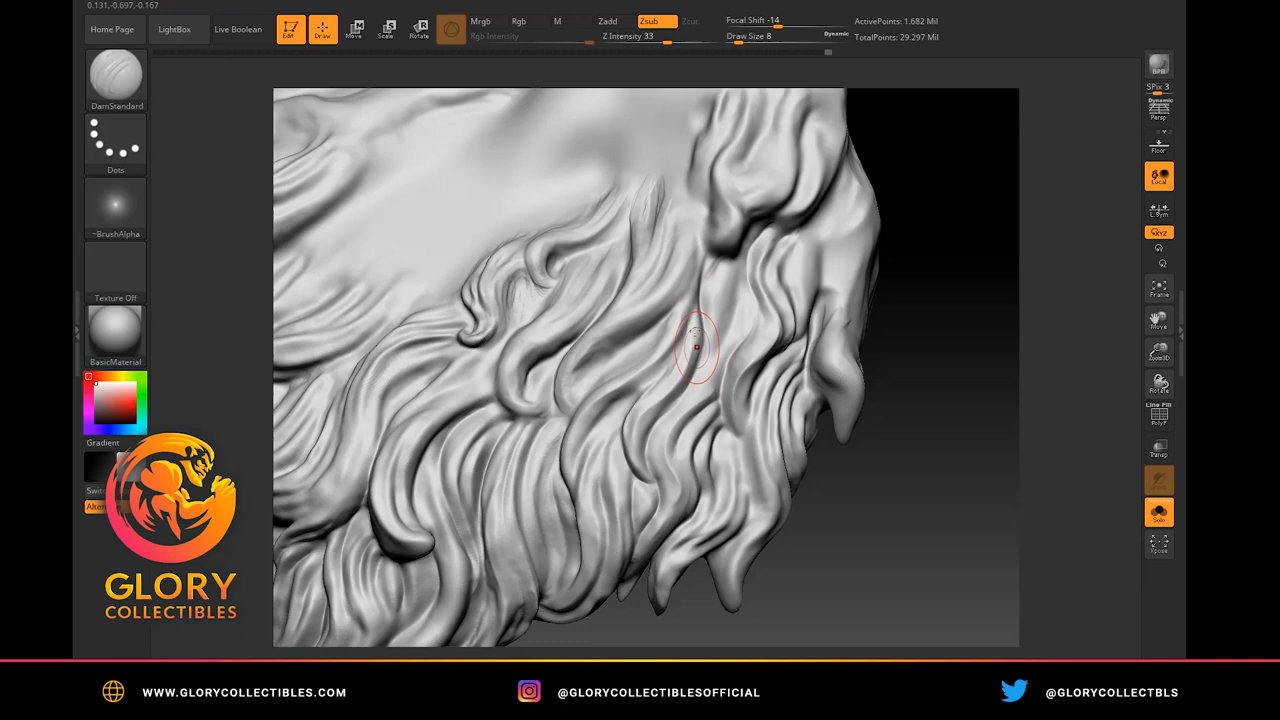 0.131,-0.697,-0.167
Home Page
LightBox
Live Boolean
Edit
Draw
Move
Scale
Rotate
Mrgb
Rgb
M
Rgb Intensity
Zadd
Zsub
Zcut
Z Intensity 33
Focal Shift -14
Draw Size 8
Dynamic
ActivePoints: 1.682 Mil
TotalPoints: 29.297 Mil
DamStandard
Dots
~BrushAlpha
Texture Off
BasicMaterial
Gradient
GLORY
COLLECTIBLES
BPR
SPix 3
Dynamic
Persp
Floor
Local
L.Sym
XYZ
Frame
Move
Zoom3D
Rotate
Line Fill
PolyF
Transp
Solo
Xpose
WWW.GLORYCOLLECTIBLES.COM
@GLORYCOLLECTIBLESOFFICIAL
@GLORYCOLLECTBLS